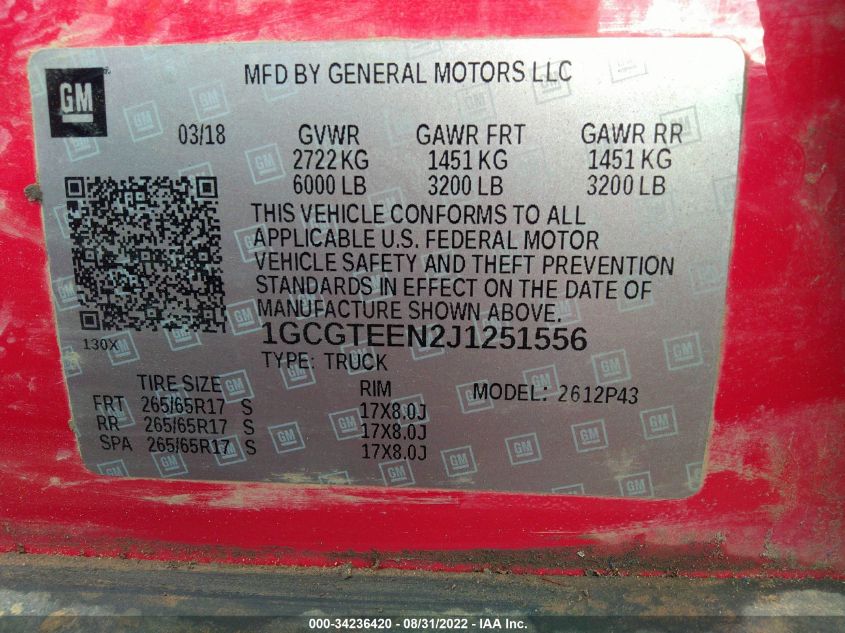 GM
MFD BY GENERAL MOTORS LLC
03/18 GVWR GAWR FRT GAWR RR
2722 KG 1451 KG 1451 KG
6000 LB 3200 LB 3200 LB
THIS VEHICLE CONFORMS TO ALL
APPLICABLE U.S. FEDERAL MOTOR
VEHICLE SAFETY AND THEFT PREVENTION
STANDARDS IN EFFECT ON THE DATE OF
MANUFACTURE SHOWN ABOVE.
130X
1GCGTEEN2J1251556
TYPE: TRUCK
TIRE SIZE RIM MODEL: 2612P43
FRT 265/65R17 S 17X8.0J
RR 265/65R17 S 17X8.0J
SPA 265/65R17 S 17X8.0J
000-34236420 - 08/31/2022 - IAA Inc.